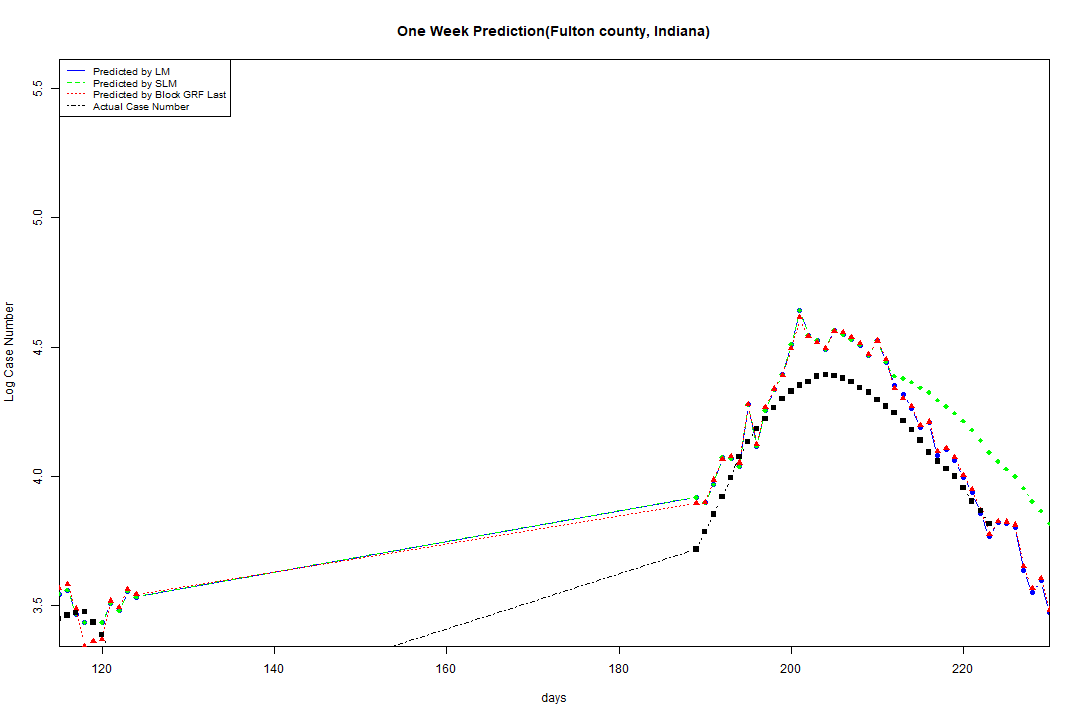 One Week Prediction(Fulton county, Indiana)
Predicted by LM
Predicted by SLM
Predicted by Block GRF Last
Actual Case Number
5.5
5.0
4.5
4.0
3.5
Log Case Number
120 140 160 180 200 220
days